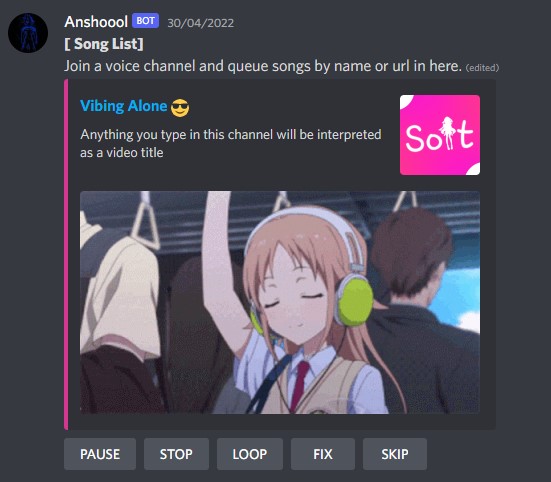 Anshoool BOT 30/04/2022
[ Song List]
Join a voice channel and queue songs by name or url in here. (edited)
Vibing Alone 😎
Anything you type in this channel will be interpreted
as a video title
Soft
PAUSE STOP LOOP FIX SKIP